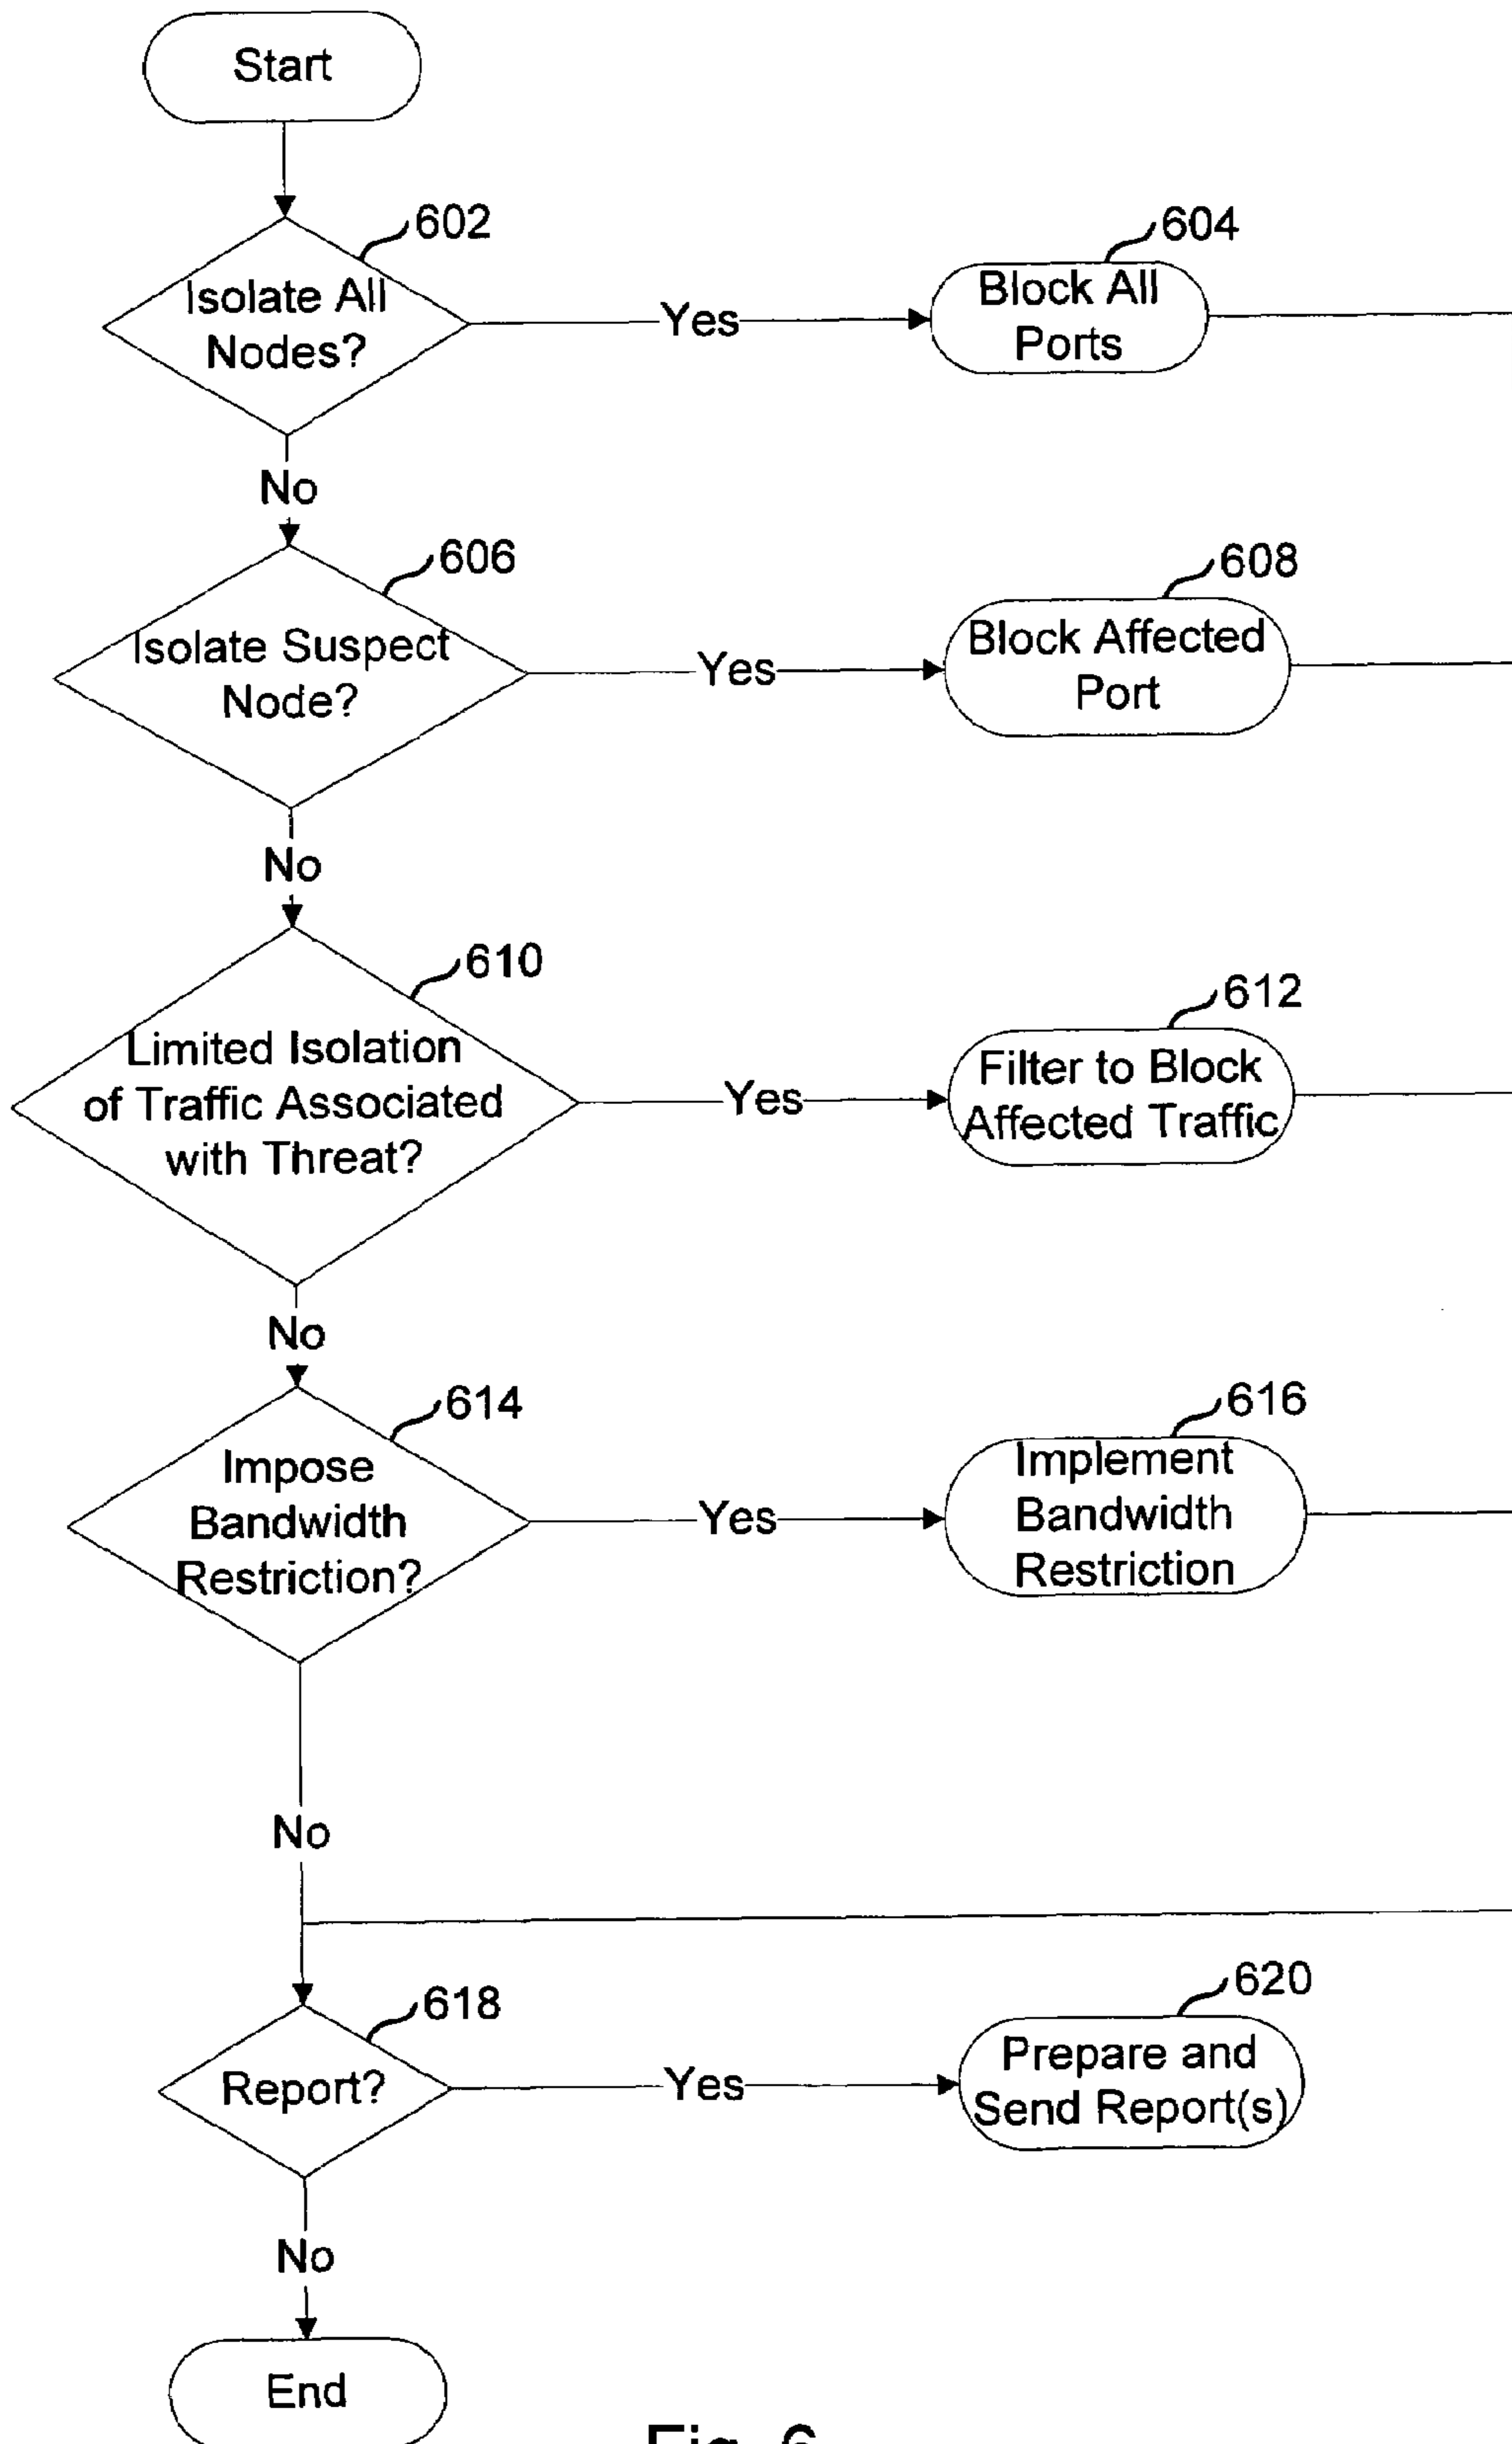 Start
602
Isolate All
Nodes?
Yes
604
Block All
Ports
No
606
Isolate Suspect
Node?
Yes
608
Block Affected
Port
No
610
Limited Isolation
of Traffic Associated
with Threat?
Yes
612
Filter to Block
Affected Traffic
No
614
Impose
Bandwidth
Restriction?
Yes
616
Implement
Bandwidth
Restriction
No
618
Report?
Yes
620
Prepare and
Send Report(s)
No
End
Fig. 6